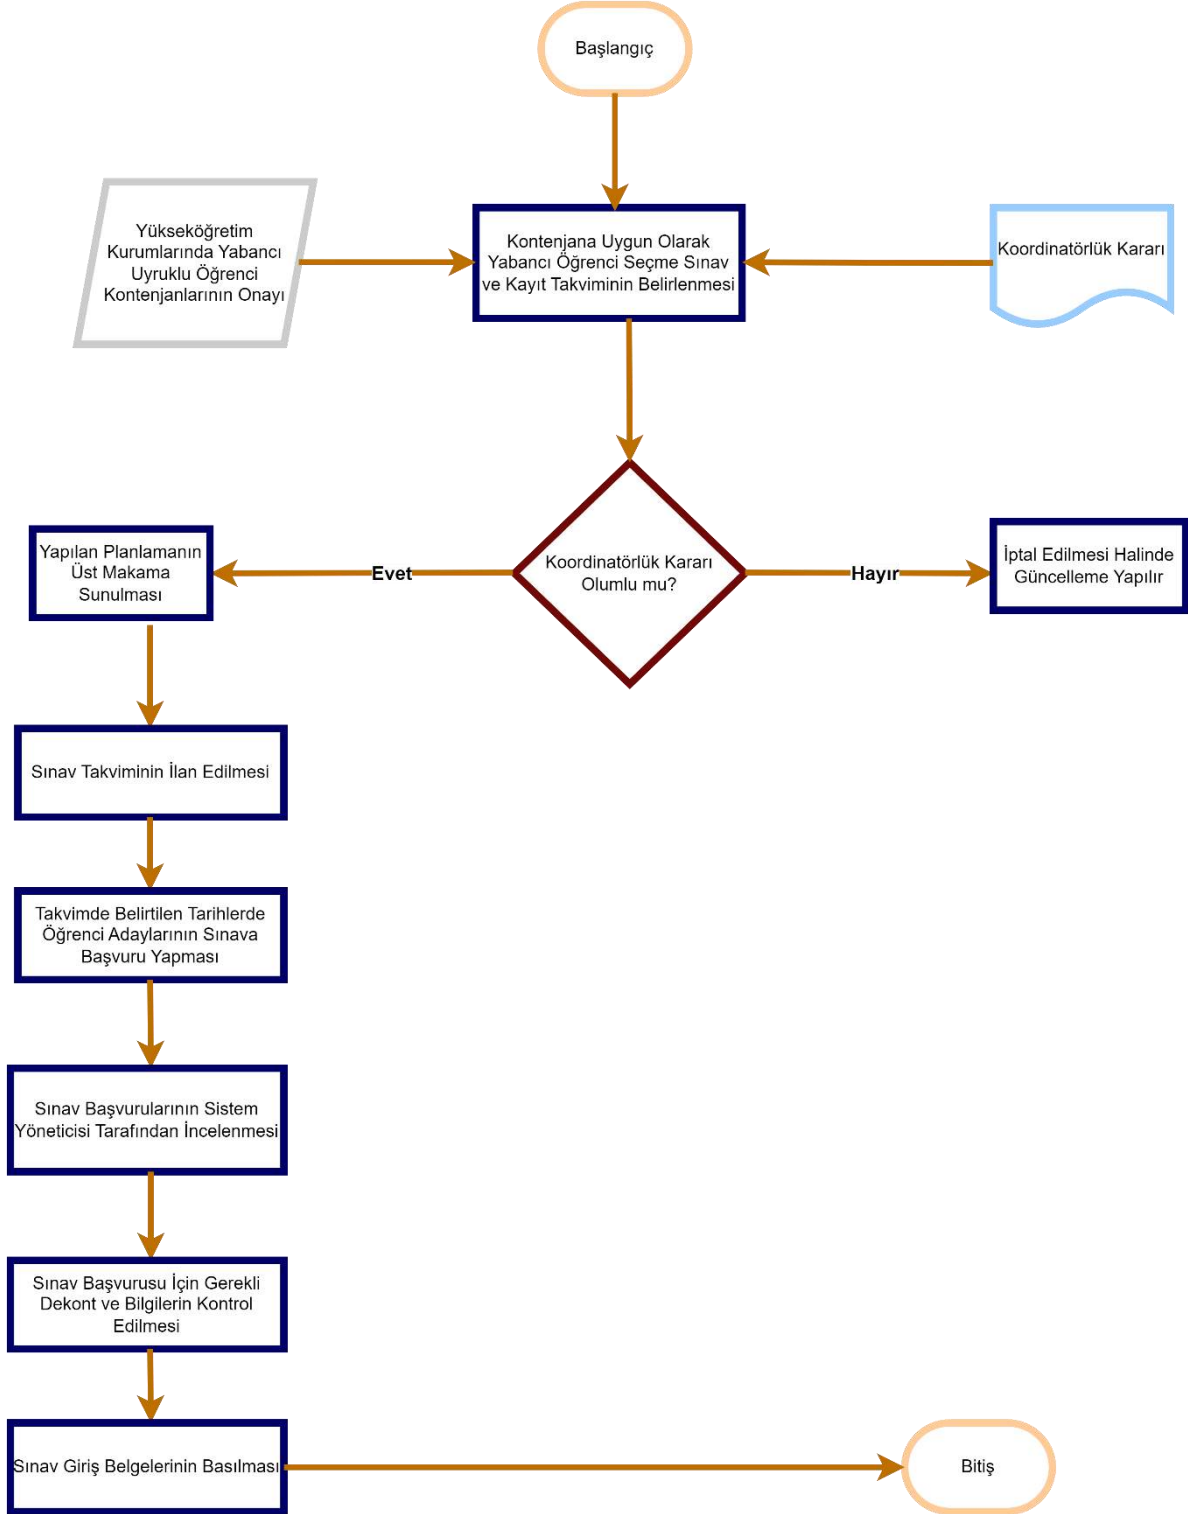 Başlangıç
Yükseköğretim
Kurumlarında Yabancı
Uyruklu Öğrenci
Kontenjanlarının Onayı
Kontenjana Uygun Olarak
Yabancı Öğrenci Seçme Sınav
ve Kayıt Takviminin Belirlenmesi
Koordinatörlük Kararı
Yapılan Planlamanın
Üst Makama
Sunulması
Evet
Koordinatörlük Kararı
Olumlu mu?
Hayır
İptal Edilmesi Halinde
Güncelleme Yapılır
Sınav Takviminin İlan Edilmesi
Takvimde Belirtilen Tarihlerde
Öğrenci Adaylarının Sınava
Başvuru Yapması
Sınav Başvurularının Sistem
Yöneticisi Tarafından İncelenmesi
Sınav Başvurusu İçin Gerekli
Dekont ve Bilgilerin Kontrol
Edilmesi
Sınav Giriş Belgelerinin Basılması
Bitiş